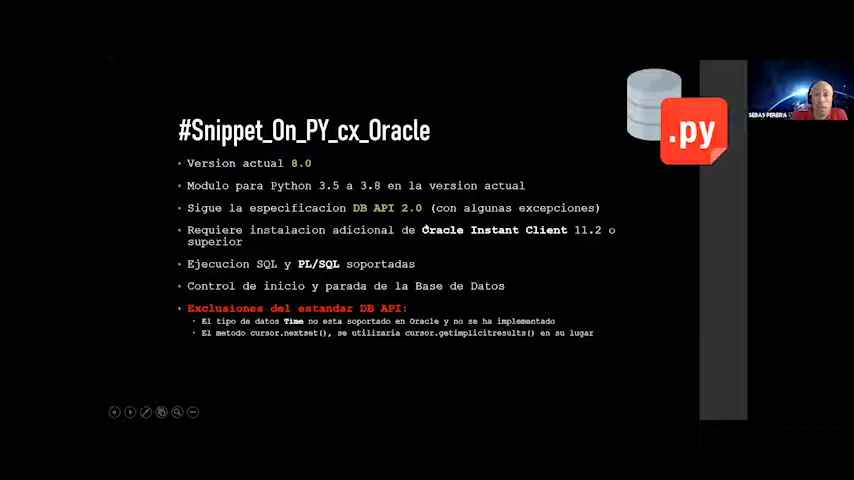 #Snippet_On_PY_cx_Oracle
.py
SEBAS PEREIRA
Version actual 8.0
Modulo para Python 3.5 a 3.8 en la version actual
Sigue la especificacion DB API 2.0 (con algunas excepciones)
Requiere instalacion adicional de Oracle Instant Client 11.2 o
superior
Ejecucion SQL y PL/SQL soportadas
Control de inicio y parada de la Base de Datos
Exclusiones del estandar DB API:
El tipo de datos Time no esta soportado en Oracle y no se ha implementado
El metodo cursor.nextset(), se utilizaria cursor.getimplicitresults() en su lugar